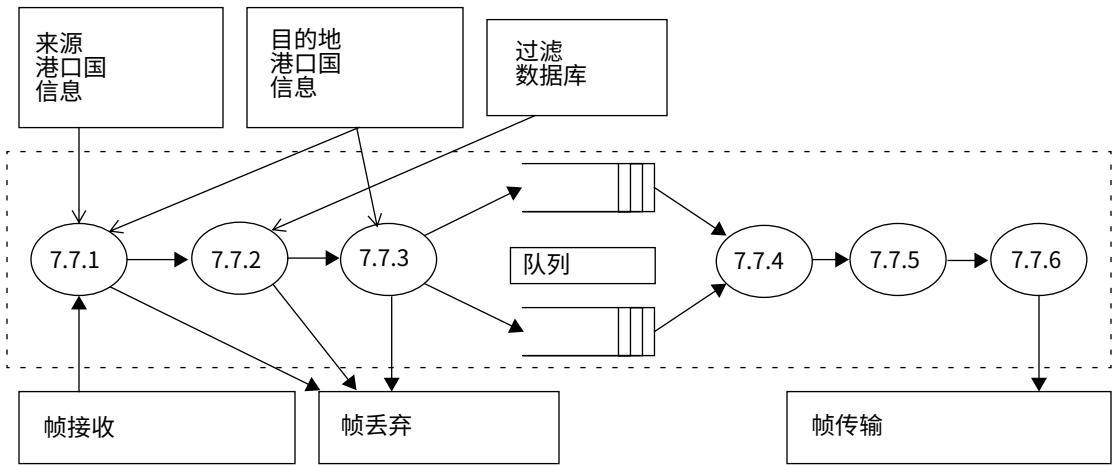 来源
港口国
信息
目的地
港口国
信息
过滤
数据库
7.7.1
7.7.2
7.7.3
队列
7.7.4
7.7.5
7.7.6
帧接收
帧丢弃
帧传输